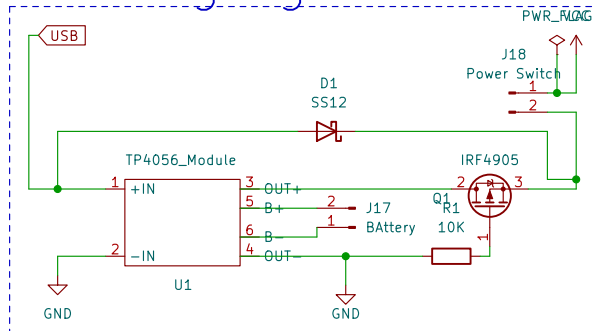 PWR_FLAG
VCC
USB
J18
Power Switch
1
2
D1
SS12
TP4056_Module
IRF4905
1
+IN
3
OUT+
2
3
5
B+
2
J17
Q1
R1
6
B-
1
BAttery
10K
1
2
-IN
4
OUT-
U1
GND
GND